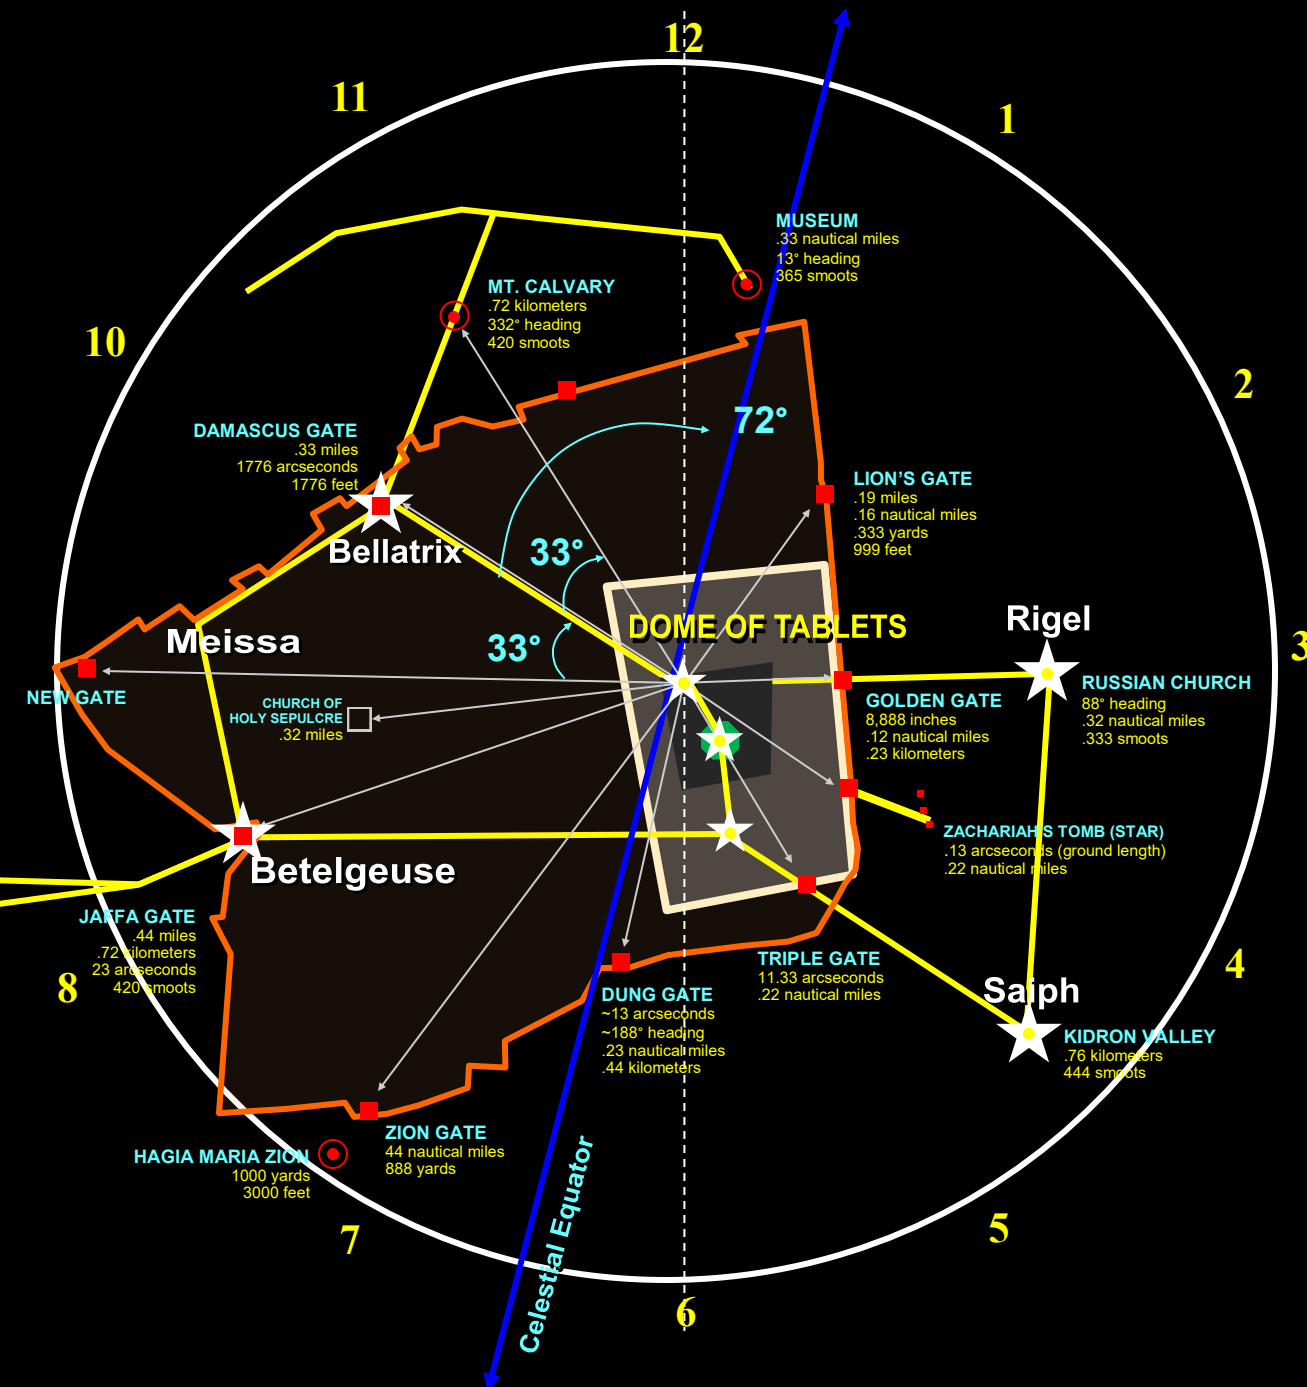 12
11
1
MUSEUM
.33 nautical miles
13° heading
365 smoots
MT. CALVARY
.72 kilometers
332° heading
420 smoots
10
2
72°
DAMASCUS GATE
.33 miles
1776 arcseconds
1776 feet
LION'S GATE
.19 miles
.16 nautical miles
.333 yards
999 feet
Bellatrix
33°
33°
DOME OF TABLETS
Rigel
3
Meissa
NEW GATE
CHURCH OF
HOLY SEPULCRE
.32 miles
RUSSIAN CHURCH
88° heading
.32 nautical miles
.333 smoots
GOLDEN GATE
8,888 inches
.12 nautical miles
.23 kilometers
ZACHARIAH'S TOMB (STAR)
.13 arcseconds (ground length)
.22 nautical miles
Betelgeuse
JAFFA GATE
.44 miles
.72 kilometers
23 arcseconds
420 smoots
8
4
TRIPLE GATE
11.33 arcseconds
.22 nautical miles
Saiph
DUNG GATE
~13 arcseconds
~188° heading
.23 nautical miles
.44 kilometers
KIDRON VALLEY
.76 kilometers
444 smoots
ZION GATE
44 nautical miles
888 yards
HAGIA MARIA ZION
1000 yards
3000 feet
Celestial Equator
7
5
6